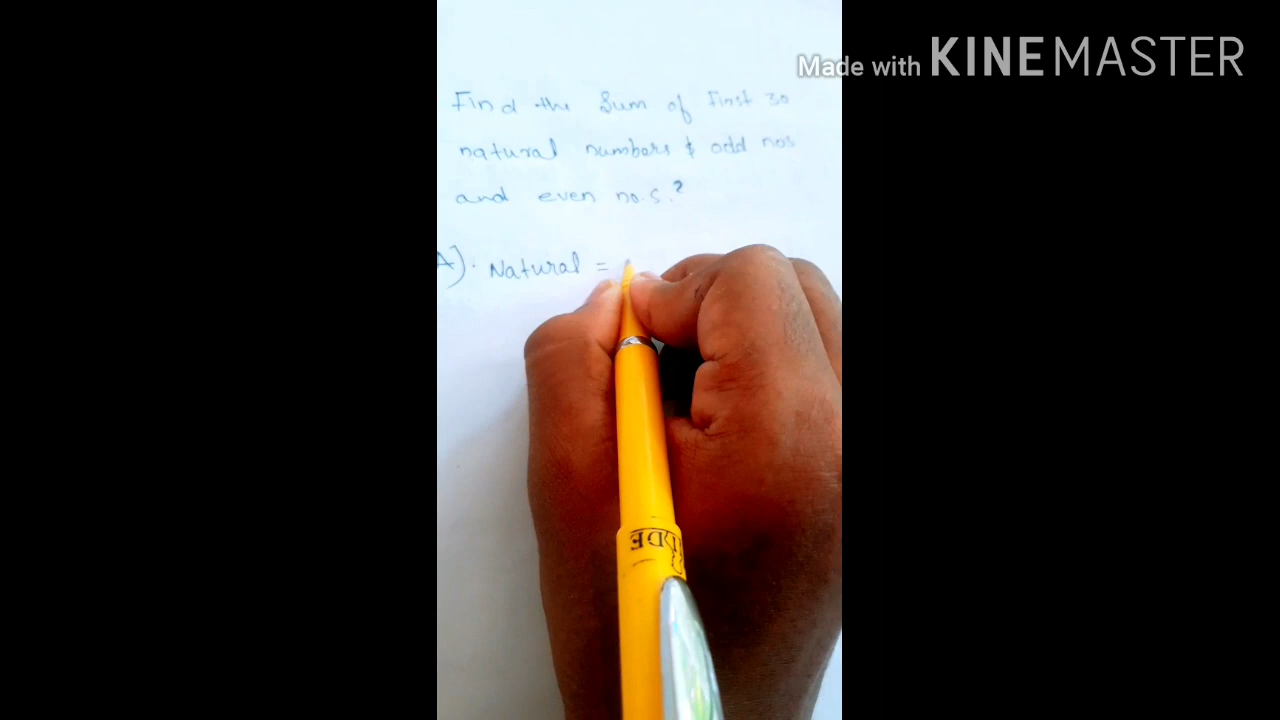 Made with KINEMASTER
Find the Sum of First 30
natural numbers & odd nos
and even no.s.?
A). Natural =